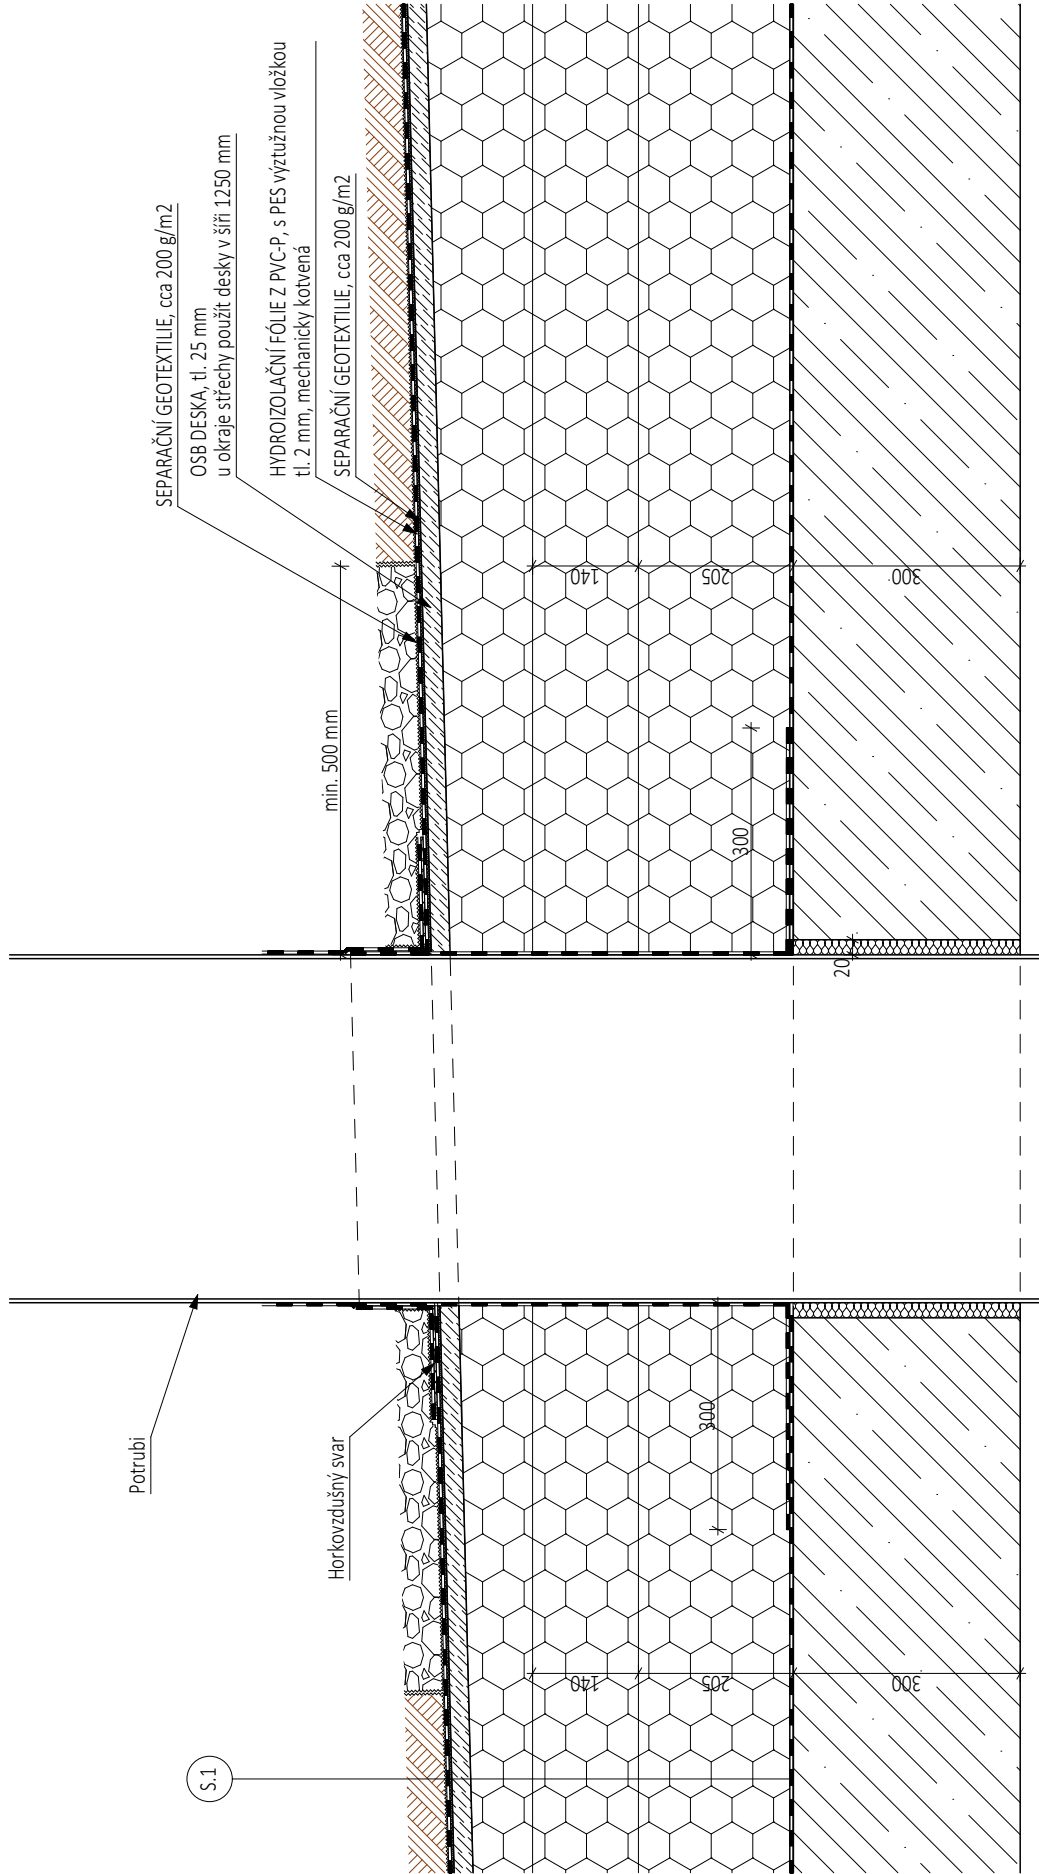 SEPARAČNÍ GEOTEXTILIE, cca 200 g/m2
OSB DESKA, tl. 25 mm
u okraje střechy použit desky v šíři 1250 mm
HYDROIZOLAČNÍ FÓLIE Z PVC-P, s PES výztužnou vložkou
tl. 2 mm, mechanicky kotvená
SEPARAČNÍ GEOTEXTILIE, cca 200 g/m2
min. 500 mm
140
205
300
300
20
Potrubi
Horkovzdušný svar
300
140
205
300
S.1